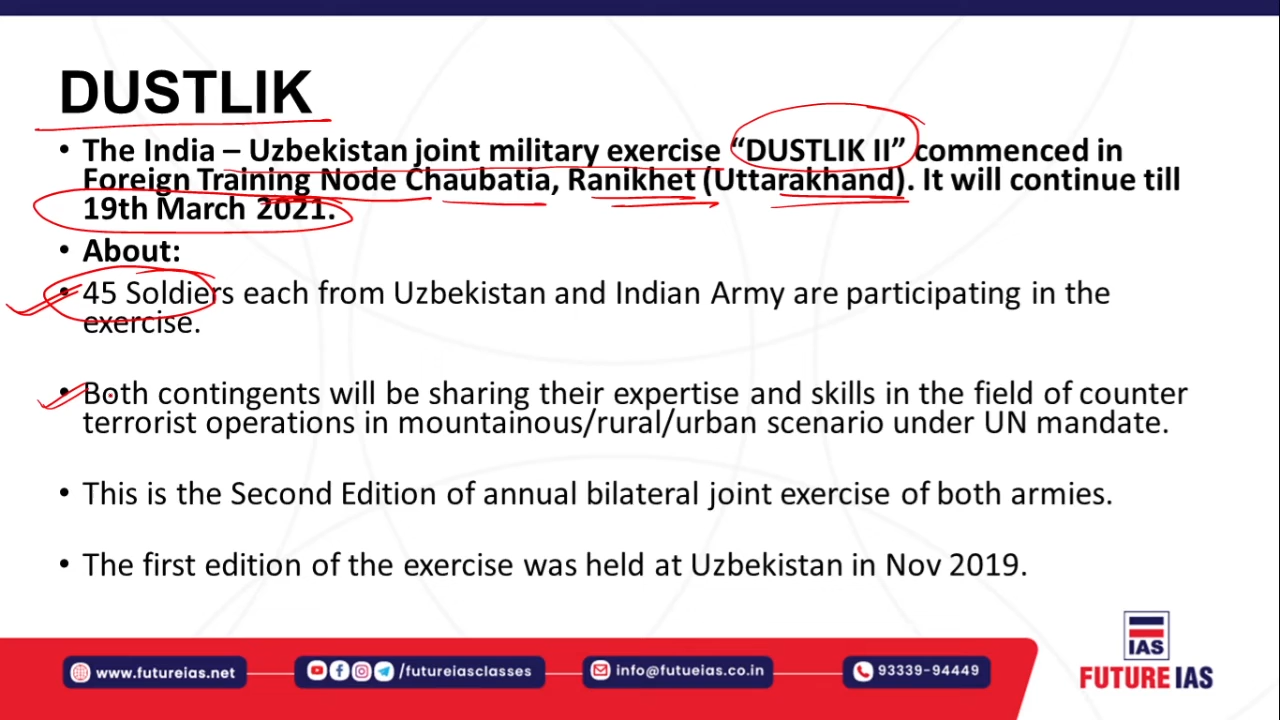 DUSTLIK
• The India – Uzbekistan joint military exercise “DUSTLIK II” commenced in
Foreign Training Node Chaubatia, Ranikhet (Uttarakhand). It will continue till
19th March 2021.
• About:
• 45 Soldiers each from Uzbekistan and Indian Army are participating in the
exercise.
• Both contingents will be sharing their expertise and skills in the field of counter
terrorist operations in mountainous/rural/urban scenario under UN mandate.
• This is the Second Edition of annual bilateral joint exercise of both armies.
• The first edition of the exercise was held at Uzbekistan in Nov 2019.
IAS
FUTURE IAS
www.futureias.net
/futureiasclasses
info@futueias.co.in
93339-94449